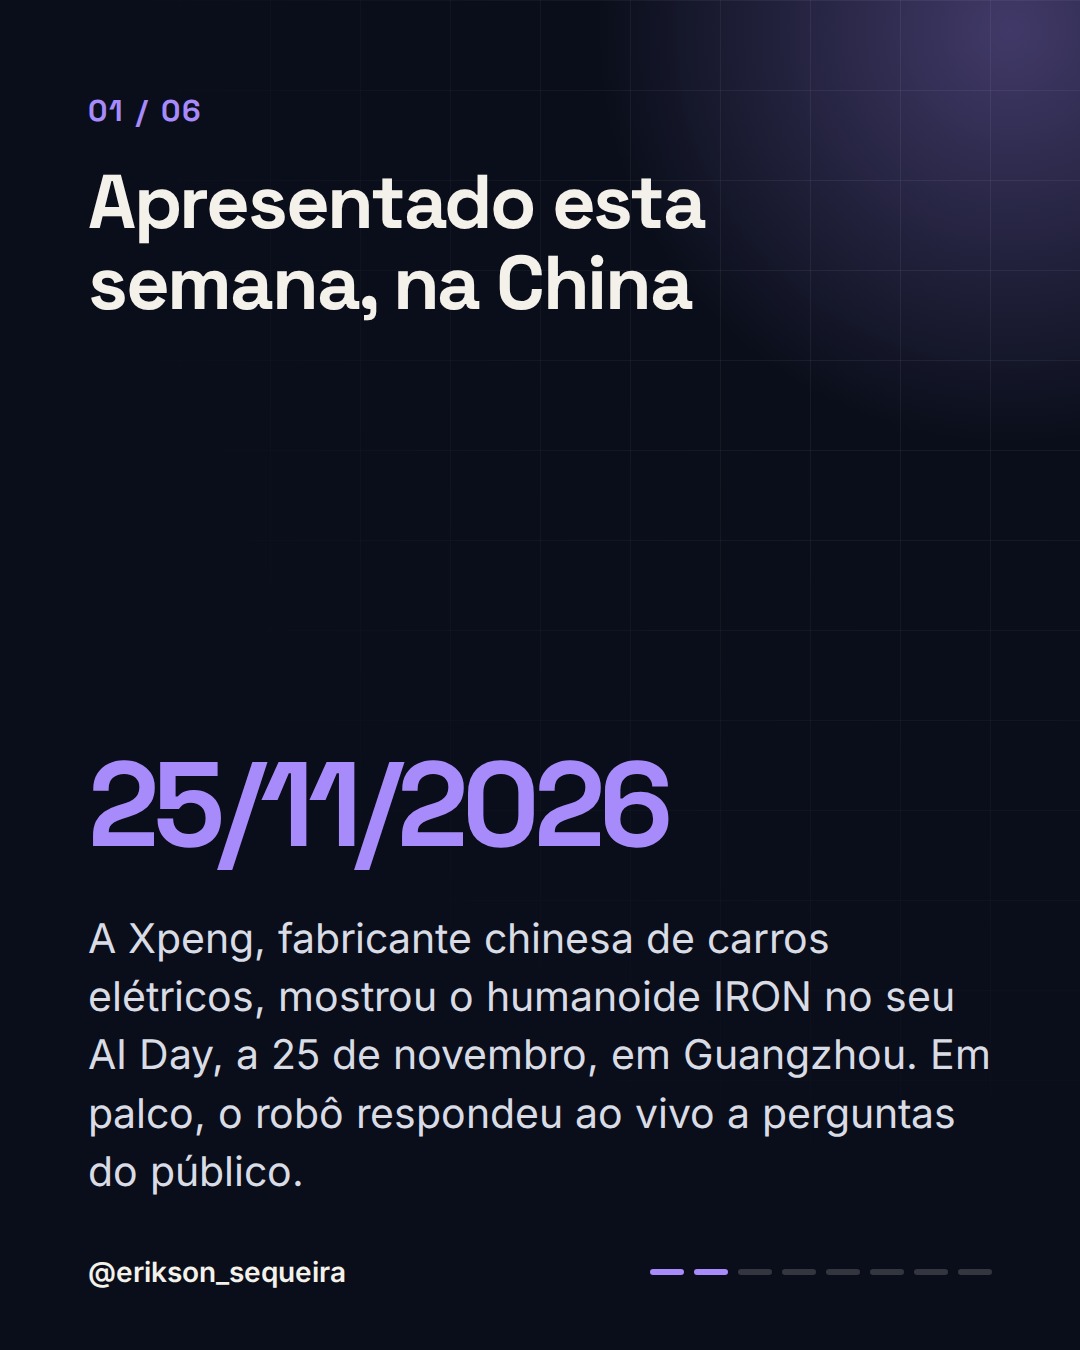 01 / 06
Apresentado esta
semana, na China
25/11/2026
A Xpeng, fabricante chinesa de carros
elétricos, mostrou o humanoide IRON no seu
AI Day, a 25 de novembro, em Guangzhou. Em
palco, o robô respondeu ao vivo a perguntas
do público.
@erikson_sequeira